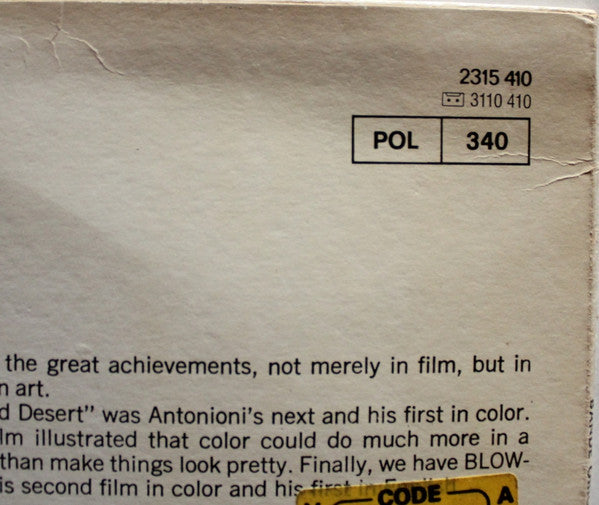 2315 410
3110 410
POL 340
the great achievements, not merely in film, but in
n art.
d Desert" was Antonioni's next and his first in color.
lm illustrated that color could do much more in a
than make things look pretty. Finally, we have BLOW-
is second film in color and his first in
CODE A